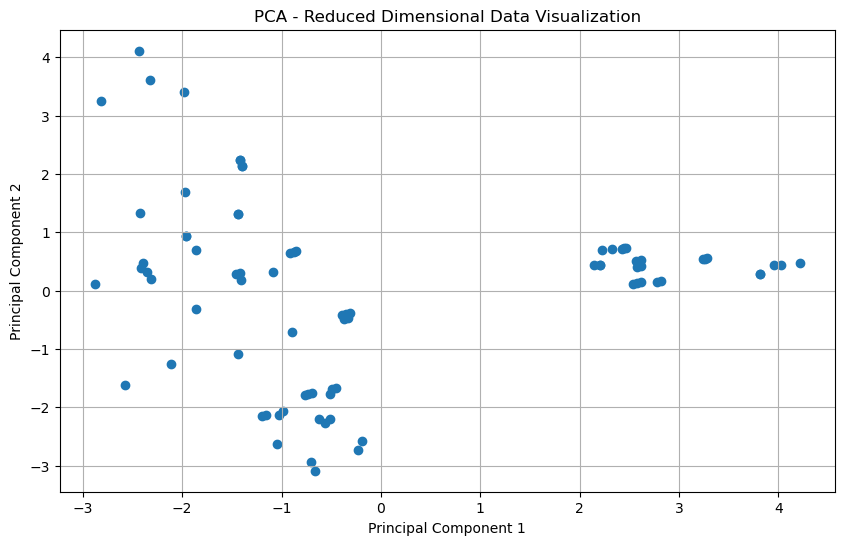 PCA - Reduced Dimensional Data Visualization
4
3
2
1
0
−1
−2
−3
Principal Component 2
−3 −2 −1 0 1 2 3 4
Principal Component 1